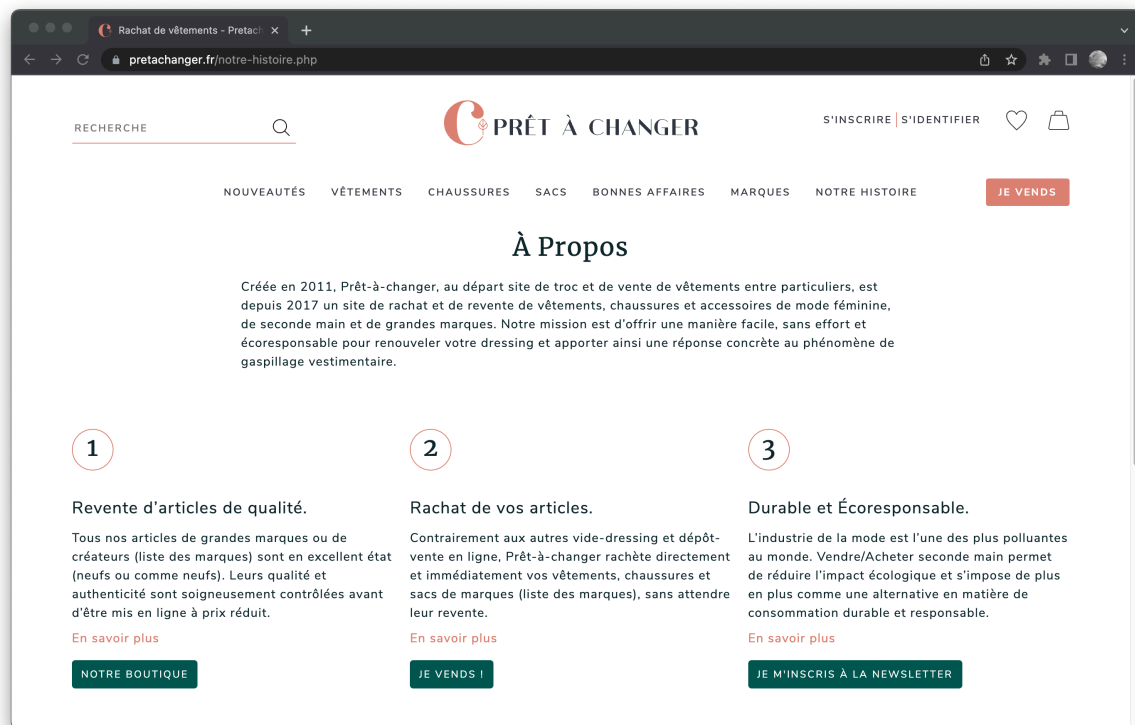 Rachat de vêtements - Pretach
pretachanger.fr/notre-histoire.php
RECHERCHE
PRÊT À CHANGER
S'INSCRIRE S'IDENTIFIER
NOUVEAUTÉS VÊTEMENTS CHAUSSURES SACS BONNES AFFAIRES MARQUES NOTRE HISTOIRE JE VENDS
À Propos
Créée en 2011, Prêt-à-changer, au départ site de troc et de vente de vêtements entre particuliers, est
depuis 2017 un site de rachat et de revente de vêtements, chaussures et accessoires de mode féminine,
de seconde main et de grandes marques. Notre mission est d'offrir une manière facile, sans effort et
écoresponsable pour renouveler votre dressing et apporter ainsi une réponse concrète au phénomène de
gaspillage vestimentaire.
1
Revente d'articles de qualité.
Tous nos articles de grandes marques ou de
créateurs (liste des marques) sont en excellent état
(neufs ou comme neufs). Leurs qualité et
authenticité sont soigneusement contrôlées avant
d'être mis en ligne à prix réduit.
En savoir plus
NOTRE BOUTIQUE
2
Rachat de vos articles.
Contrairement aux autres vide-dressing et dépôt-
vente en ligne, Prêt-à-changer rachète directement
et immédiatement vos vêtements, chaussures et
sacs de marques (liste des marques), sans attendre
leur revente.
En savoir plus
JE VENDS !
3
Durable et Écoresponsable.
L'industrie de la mode est l'une des plus polluantes
au monde. Vendre/Acheter seconde main permet
de réduire l'impact écologique et s'impose de plus
en plus comme une alternative en matière de
consommation durable et responsable.
En savoir plus
JE M'INSCRIS À LA NEWSLETTER